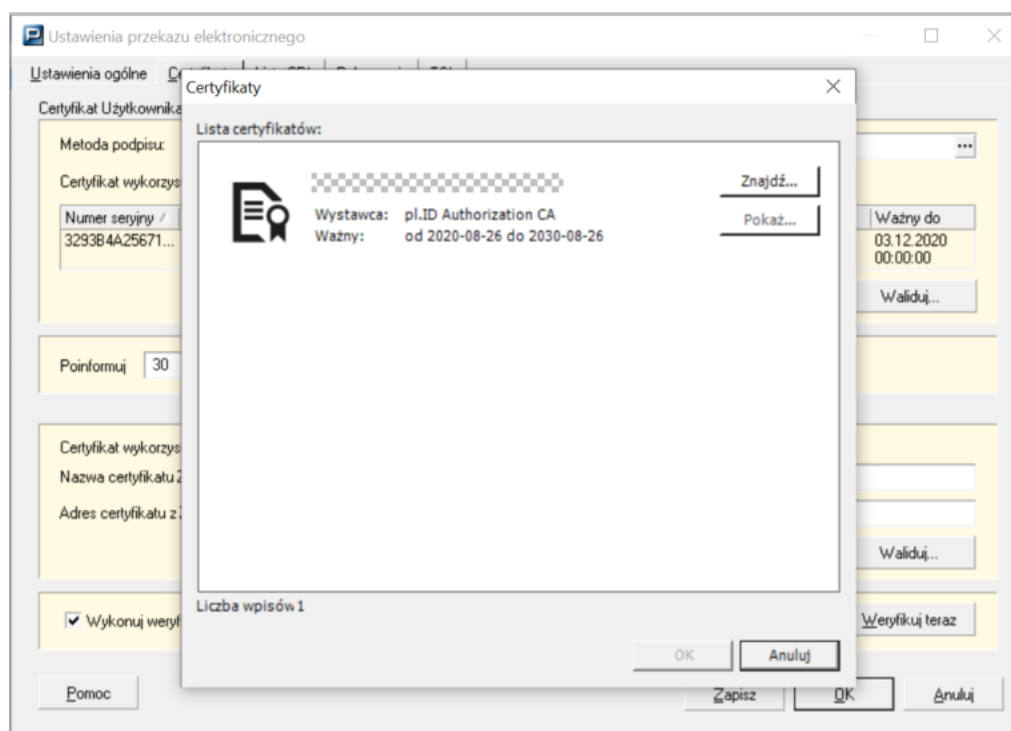 Ustawienia przekazu elektronicznego
Ustawienia ogólne
Certyfikaty
Certyfikat Użytkownika
Lista certyfikatów:
Metoda podpisu:
...
Certyfikat wykorzys
Znajdź...
Numer seryjny / Ważny do
Wystawca: pl.ID Authorization CA
Pokaż...
3293B4A25671... 03.12.2020
00:00:00
Ważny: od 2020-08-26 do 2030-08-26
Waliduj...
Poinformuj 30
Certyfikat wykorzys
Nazwa certyfikatu Z
Adres certyfikatu z
Waliduj...
Liczba wpisów 1
Wykonuj weryf
Weryfikuj teraz
OK Anuluj
Pomoc Zapisz OK Anuluj